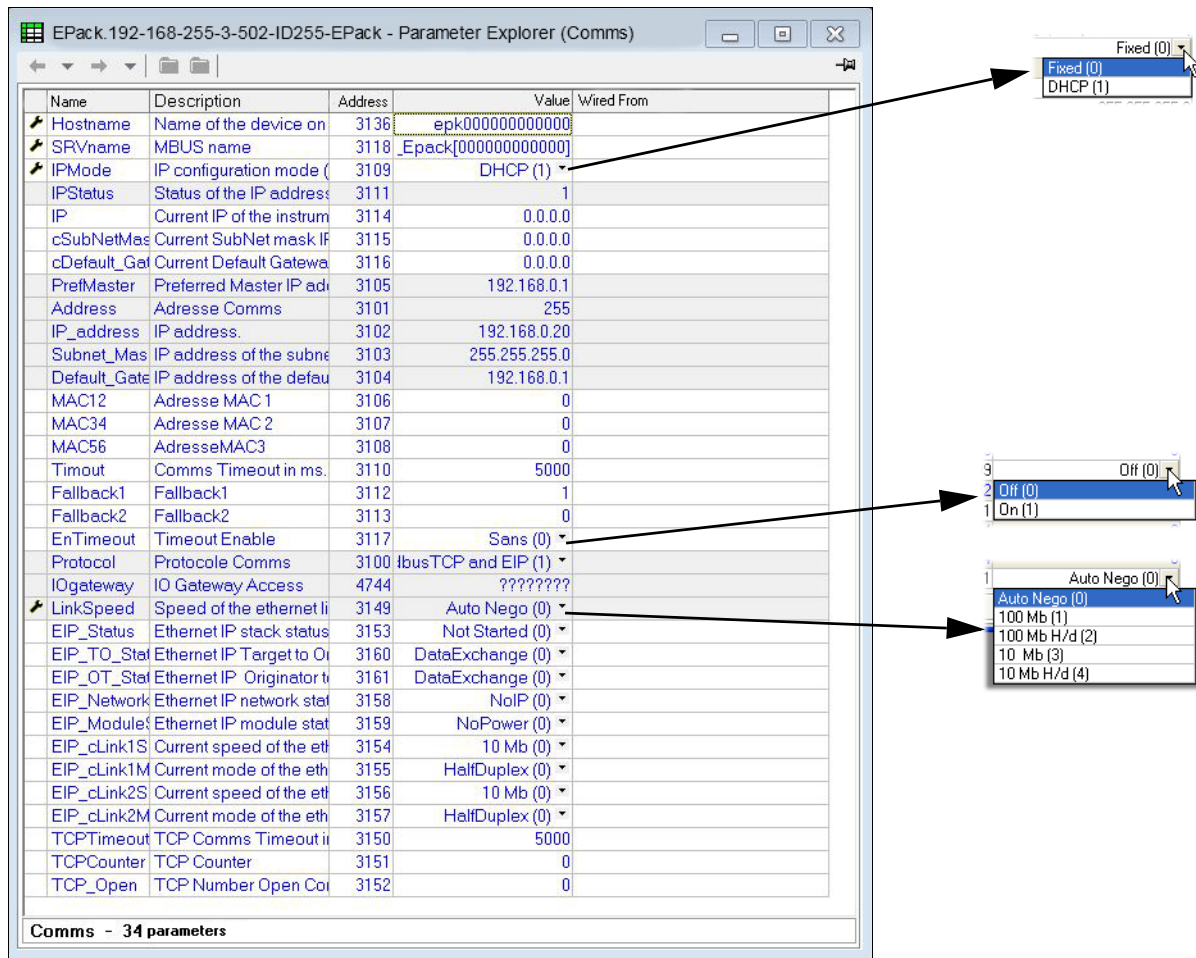 EPack.192-168-255-3-502-ID255-EPack - Parameter Explorer (Comms)
Name Description Address Value Wired From
Hostname Name of the device on 3136 epk000000000000
SRVname MBUS name 3118 _Epack[000000000000]
IPMode IP configuration mode ( 3109 DHCP (1)
IPStatus Status of the IP address 3111 1
IP Current IP of the instrum 3114 0.0.0.0
cSubNetMas Current SubNet mask IF 3115 0.0.0.0
cDefault_Gat Current Default Gatewa 3116 0.0.0.0
PrefMaster Preferred Master IP add 3105 192.168.0.1
Address Adresse Comms 3101 255
IP_address IP address. 3102 192.168.0.20
Subnet_Mas IP address of the subne 3103 255.255.255.0
Default_Gate IP address of the defau 3104 192.168.0.1
MAC12 Adresse MAC 1 3106 0
MAC34 Adresse MAC 2 3107 0
MAC56 AdresseMAC3 3108 0
Timout Comms Timeout in ms. 3110 5000
Fallback1 Fallback1 3112 1
Fallback2 Fallback2 3113 0
EnTimeout Timeout Enable 3117 Sans (0)
Protocol Protocole Comms 3100 IbusTCP and EIP (1)
IOgateway IO Gateway Access 4744 ????????
LinkSpeed Speed of the ethernet li 3149 Auto Nego (0)
EIP_Status Ethernet IP stack status 3153 Not Started (0)
EIP_TO_Stat Ethernet IP Target to Or 3160 DataExchange (0)
EIP_OT_Stat Ethernet IP Originator t 3161 DataExchange (0)
EIP_Network Ethernet IP network stat 3158 NoIP (0)
EIP_ModuleS Ethernet IP module stat 3159 NoPower (0)
EIP_cLink1S Current speed of the eth 3154 10 Mb (0)
EIP_cLink1M Current mode of the eth 3155 HalfDuplex (0)
EIP_cLink2S Current speed of the eth 3156 10 Mb (0)
EIP_cLink2M Current mode of the eth 3157 HalfDuplex (0)
TCPTimeout TCP Comms Timeout in 3150 5000
TCPCounter TCP Counter 3151 0
TCP_Open TCP Number Open Con 3152 0
Comms - 34 parameters
Fixed (0)
Fixed (0)
DHCP (1)
9 Off (0)
2 Off (0)
1 On (1)
1 Auto Nego (0)
Auto Nego (0)
100 Mb (1)
100 Mb H/d (2)
10 Mb (3)
10 Mb H/d (4)